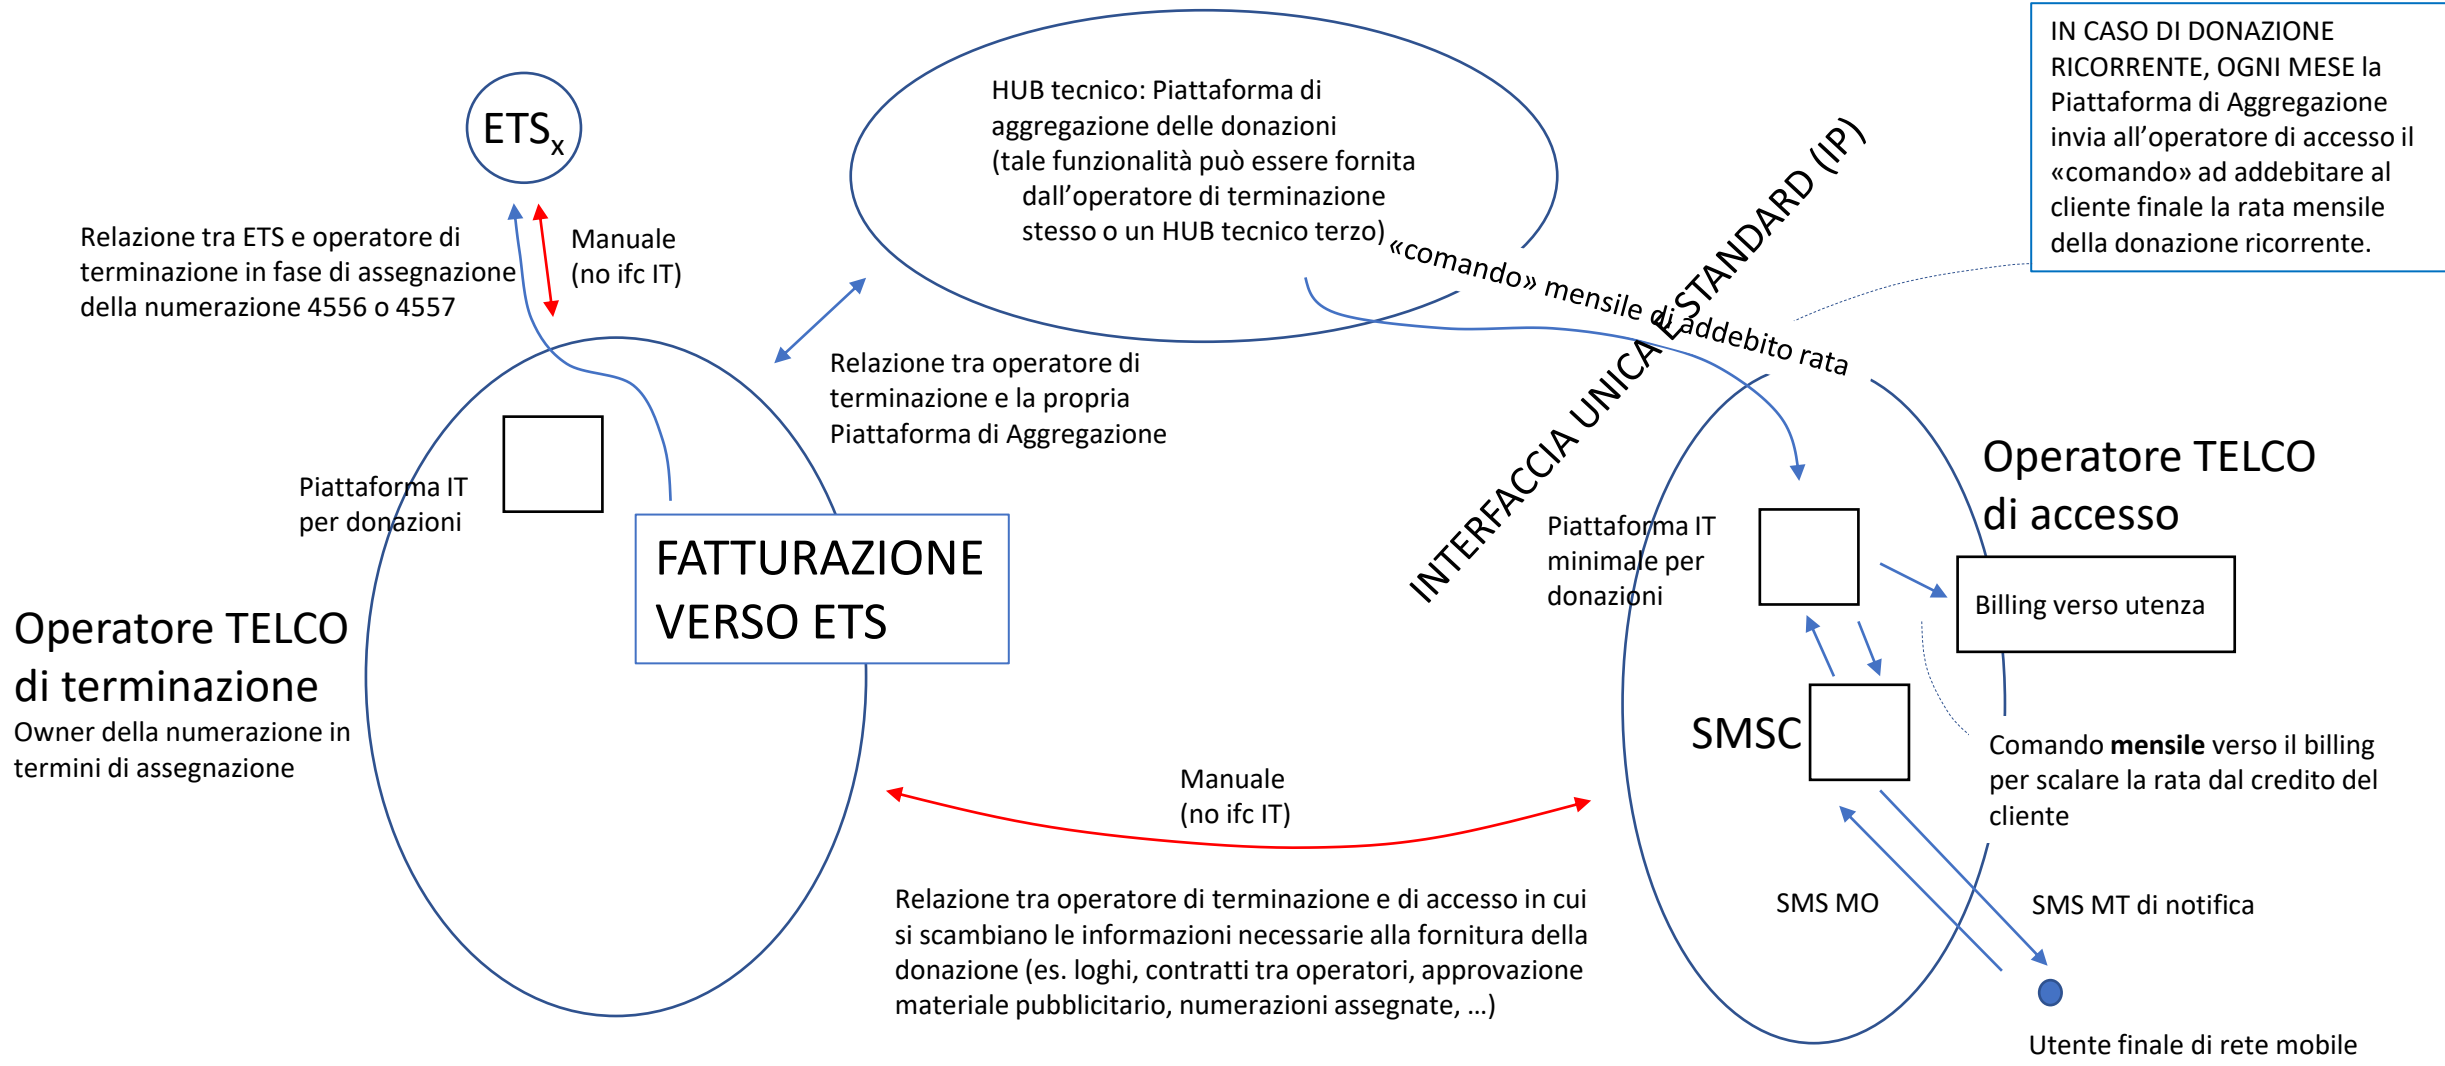 IN CASO DI DONAZIONE
RICORRENTE, OGNI MESE la
Piattaforma di Aggregazione
invia all'operatore di accesso il
«comando» ad addebitare al
cliente finale la rata mensile
della donazione ricorrente.
HUB tecnico: Piattaforma di
aggregazione delle donazioni
(tale funzionalità può essere fornita
dall'operatore di terminazione
stesso o un HUB tecnico terzo)
ETSx
Relazione tra ETS e operatore di
terminazione in fase di assegnazione
della numerazione 4556 o 4557
Manuale
(no ifc IT)
«comando» mensile di addebito rata
INTERFACCIA UNICA E STANDARD (IP)
Relazione tra operatore di
terminazione e la propria
Piattaforma di Aggregazione
Piattaforma IT
per donazioni
FATTURAZIONE
VERSO ETS
Operatore TELCO
di terminazione
Owner della numerazione in
termini di assegnazione
Operatore TELCO
di accesso
Piattaforma IT
minimale per
donazioni
Billing verso utenza
SMSC
Comando mensile verso il billing
per scalare la rata dal credito del
cliente
Manuale
(no ifc IT)
Relazione tra operatore di terminazione e di accesso in cui
si scambiano le informazioni necessarie alla fornitura della
donazione (es. loghi, contratti tra operatori, approvazione
materiale pubblicitario, numerazioni assegnate, …)
SMS MO
SMS MT di notifica
Utente finale di rete mobile